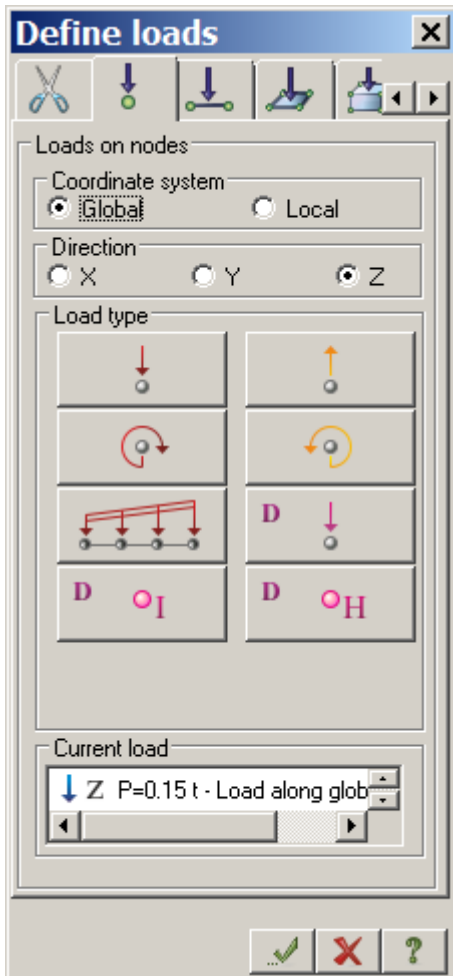 Define loads
Loads on nodes
Coordinate system
Global Local
Direction
X Y Z
Load type
D
D I D H
Current load
Z P=0.15 t - Load along glob
?